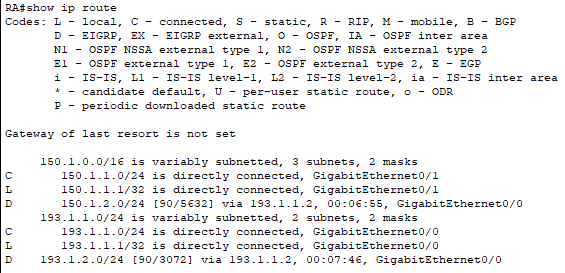 RA#show ip route
Codes: L - local, C - connected, S - static, R - RIP, M - mobile, B - BGP
       D - EIGRP, EX - EIGRP external, O - OSPF, IA - OSPF inter area
       N1 - OSPF NSSA external type 1, N2 - OSPF NSSA external type 2
       E1 - OSPF external type 1, E2 - OSPF external type 2, E - EGP
       i - IS-IS, L1 - IS-IS level-1, L2 - IS-IS level-2, ia - IS-IS inter area
       * - candidate default, U - per-user static route, o - ODR
       P - periodic downloaded static route

Gateway of last resort is not set

     150.1.0.0/16 is variably subnetted, 3 subnets, 2 masks
C       150.1.1.0/24 is directly connected, GigabitEthernet0/1
L       150.1.1.1/32 is directly connected, GigabitEthernet0/1
D       150.1.2.0/24 [90/5632] via 193.1.1.2, 00:06:55, GigabitEthernet0/0
     193.1.1.0/24 is variably subnetted, 2 subnets, 2 masks
C       193.1.1.0/24 is directly connected, GigabitEthernet0/0
L       193.1.1.1/32 is directly connected, GigabitEthernet0/0
D    193.1.2.0/24 [90/3072] via 193.1.1.2, 00:07:46, GigabitEthernet0/0